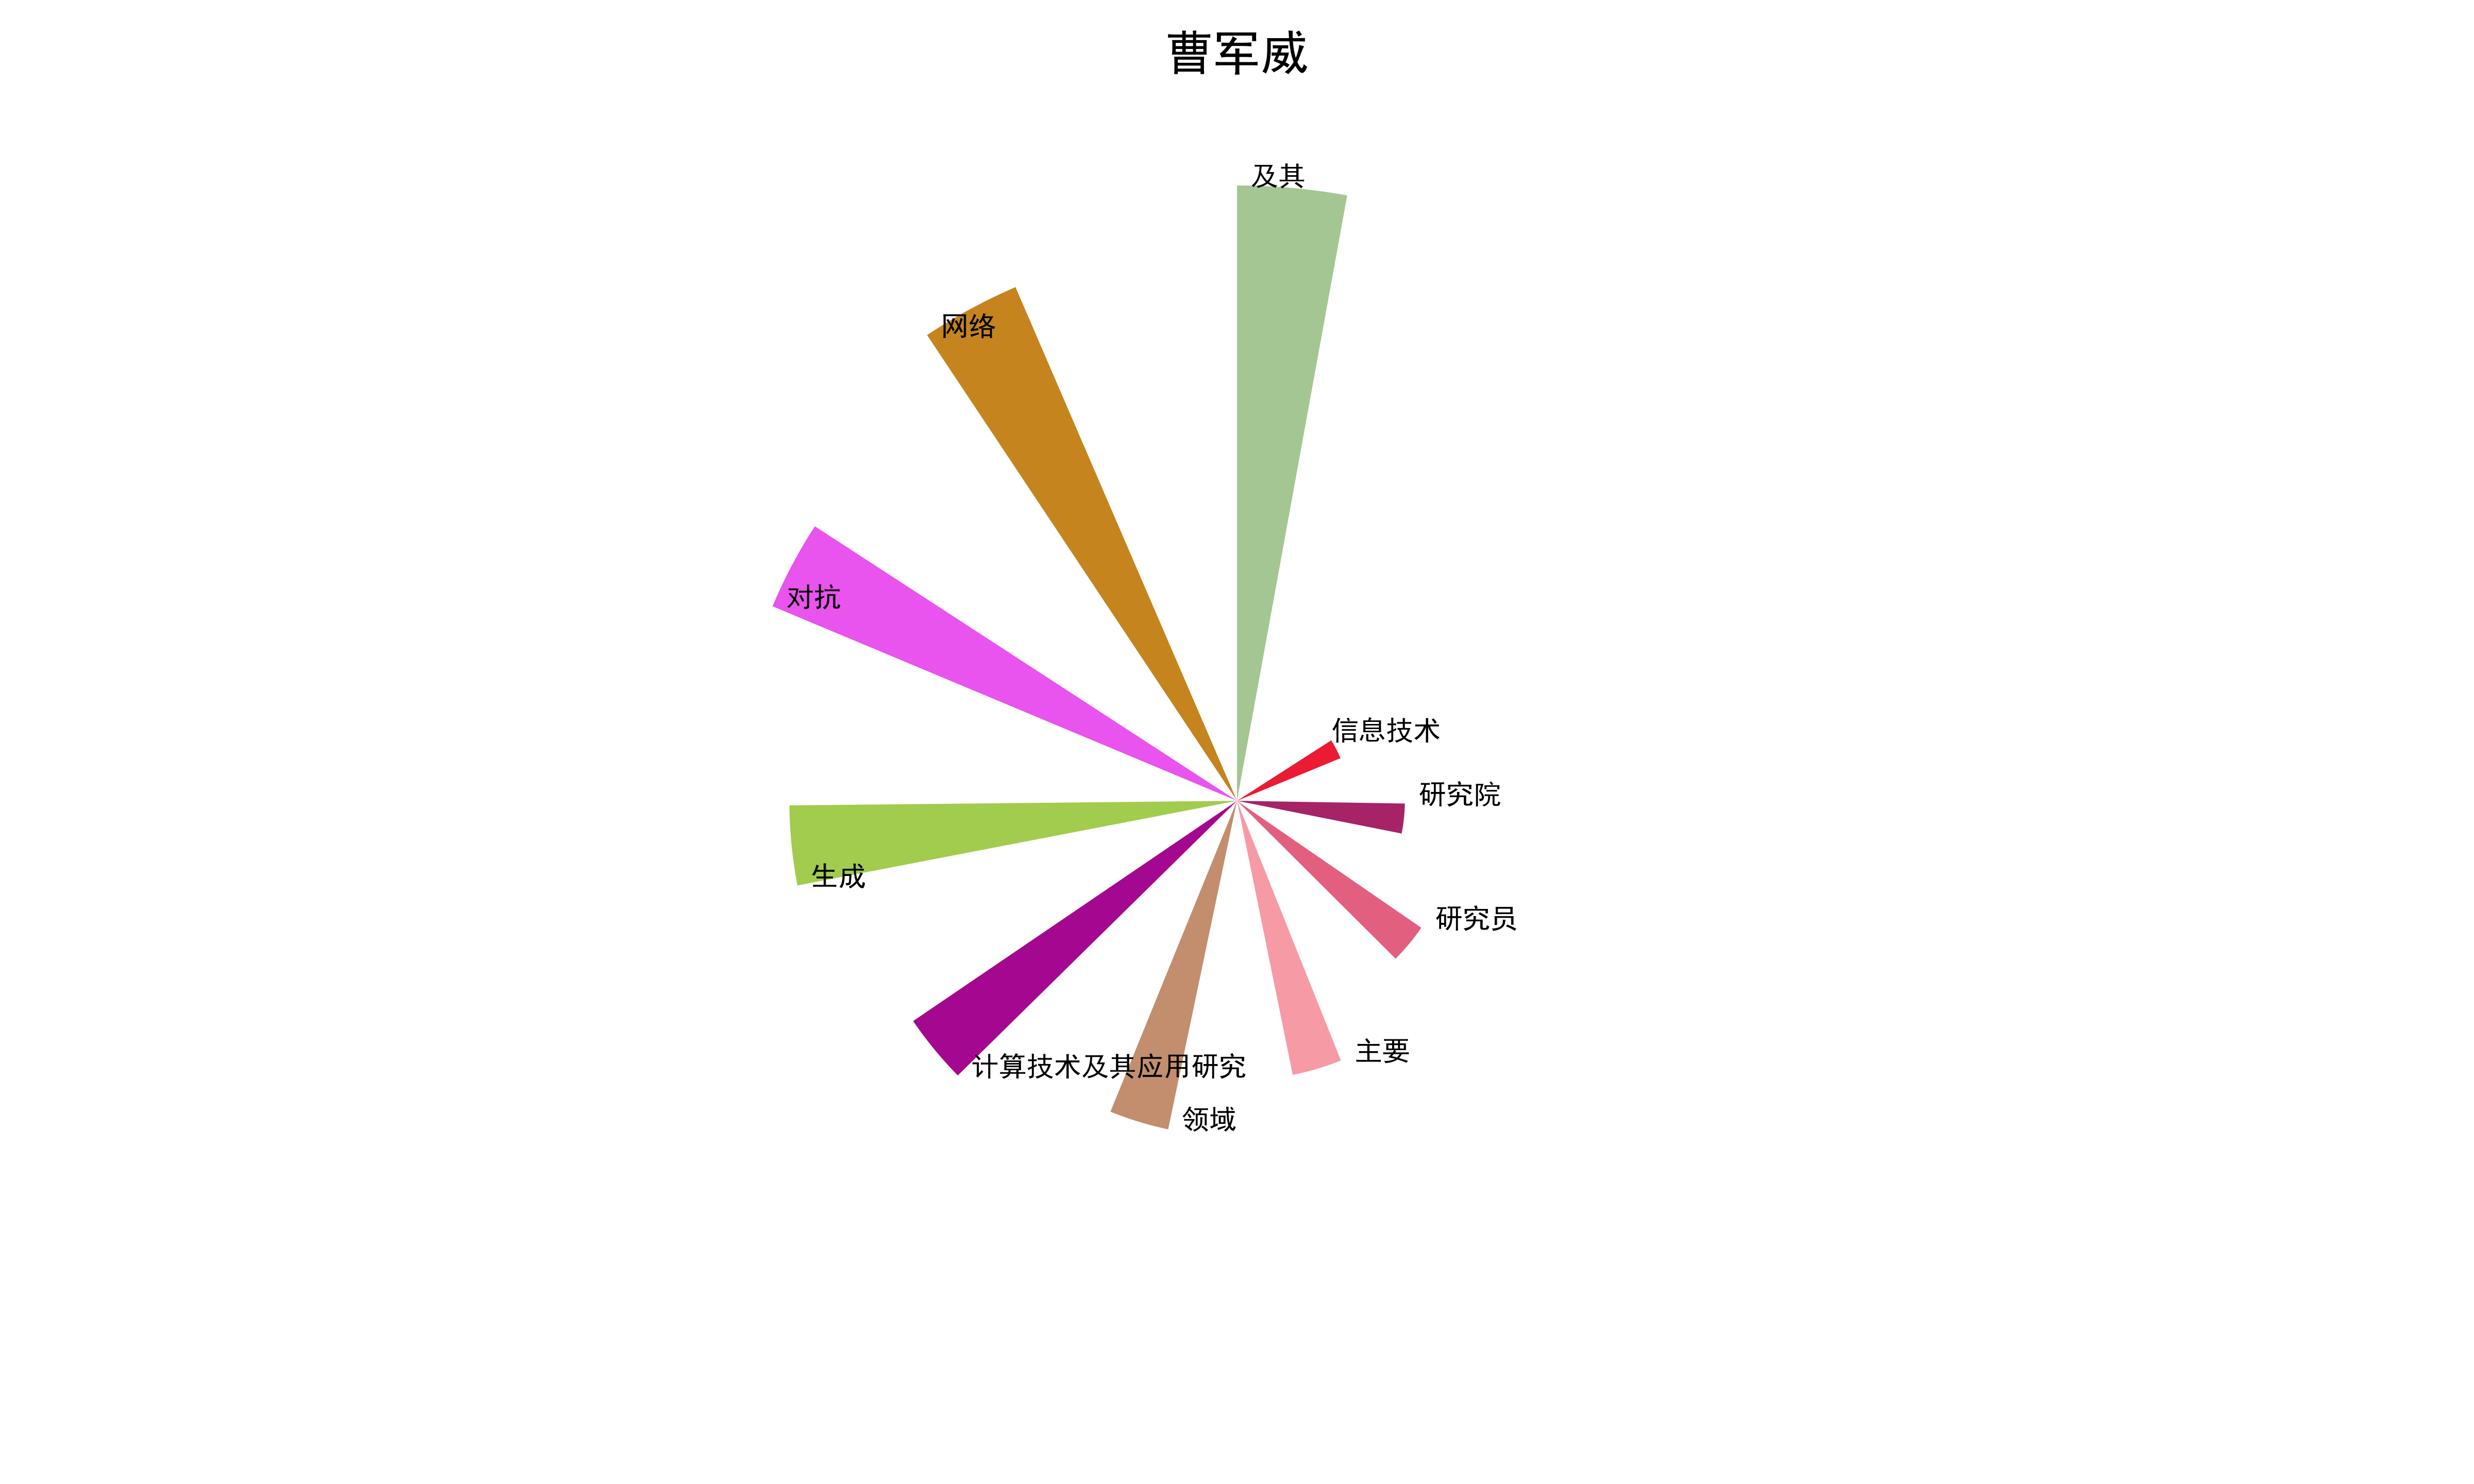 曹军威
及其
网络
对抗
信息技术
研究院
生成
研究员
主要
计算技术及其应用研究
领域